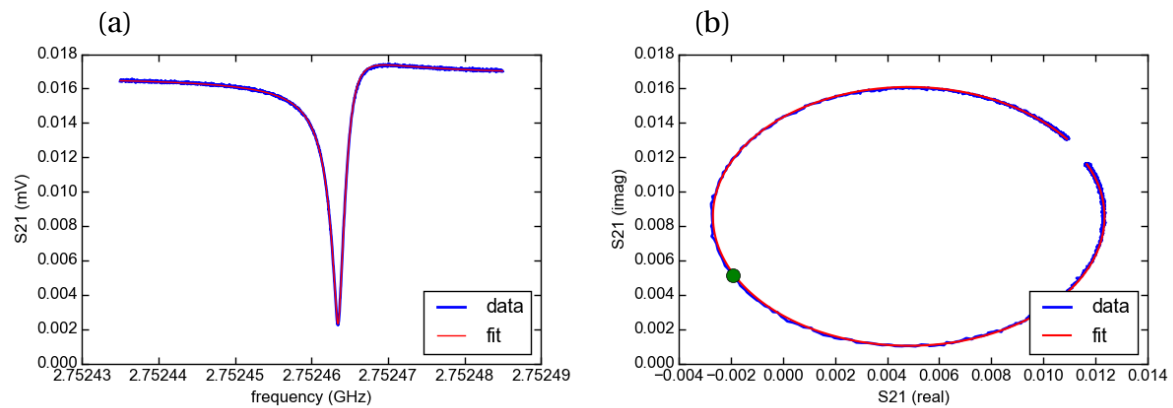 (a)
0.018
0.016
0.014
0.012
0.010
0.008
0.006
0.004
0.002
0.000
S21 (mV)
2.75243 2.75244 2.75245 2.75246 2.75247 2.75248 2.75249
frequency (GHz)
data
fit
(b)
0.018
0.016
0.014
0.012
0.010
0.008
0.006
0.004
0.002
0.000
S21 (imag)
−0.004 −0.002 0.000 0.002 0.004 0.006 0.008 0.010 0.012 0.014
S21 (real)
data
fit